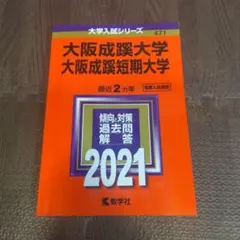 大学入試シリーズ
471
大阪成蹊大学
大阪成蹊短期大学
最近2カ年
傾向と対策
過去問
解答
2021
教学社